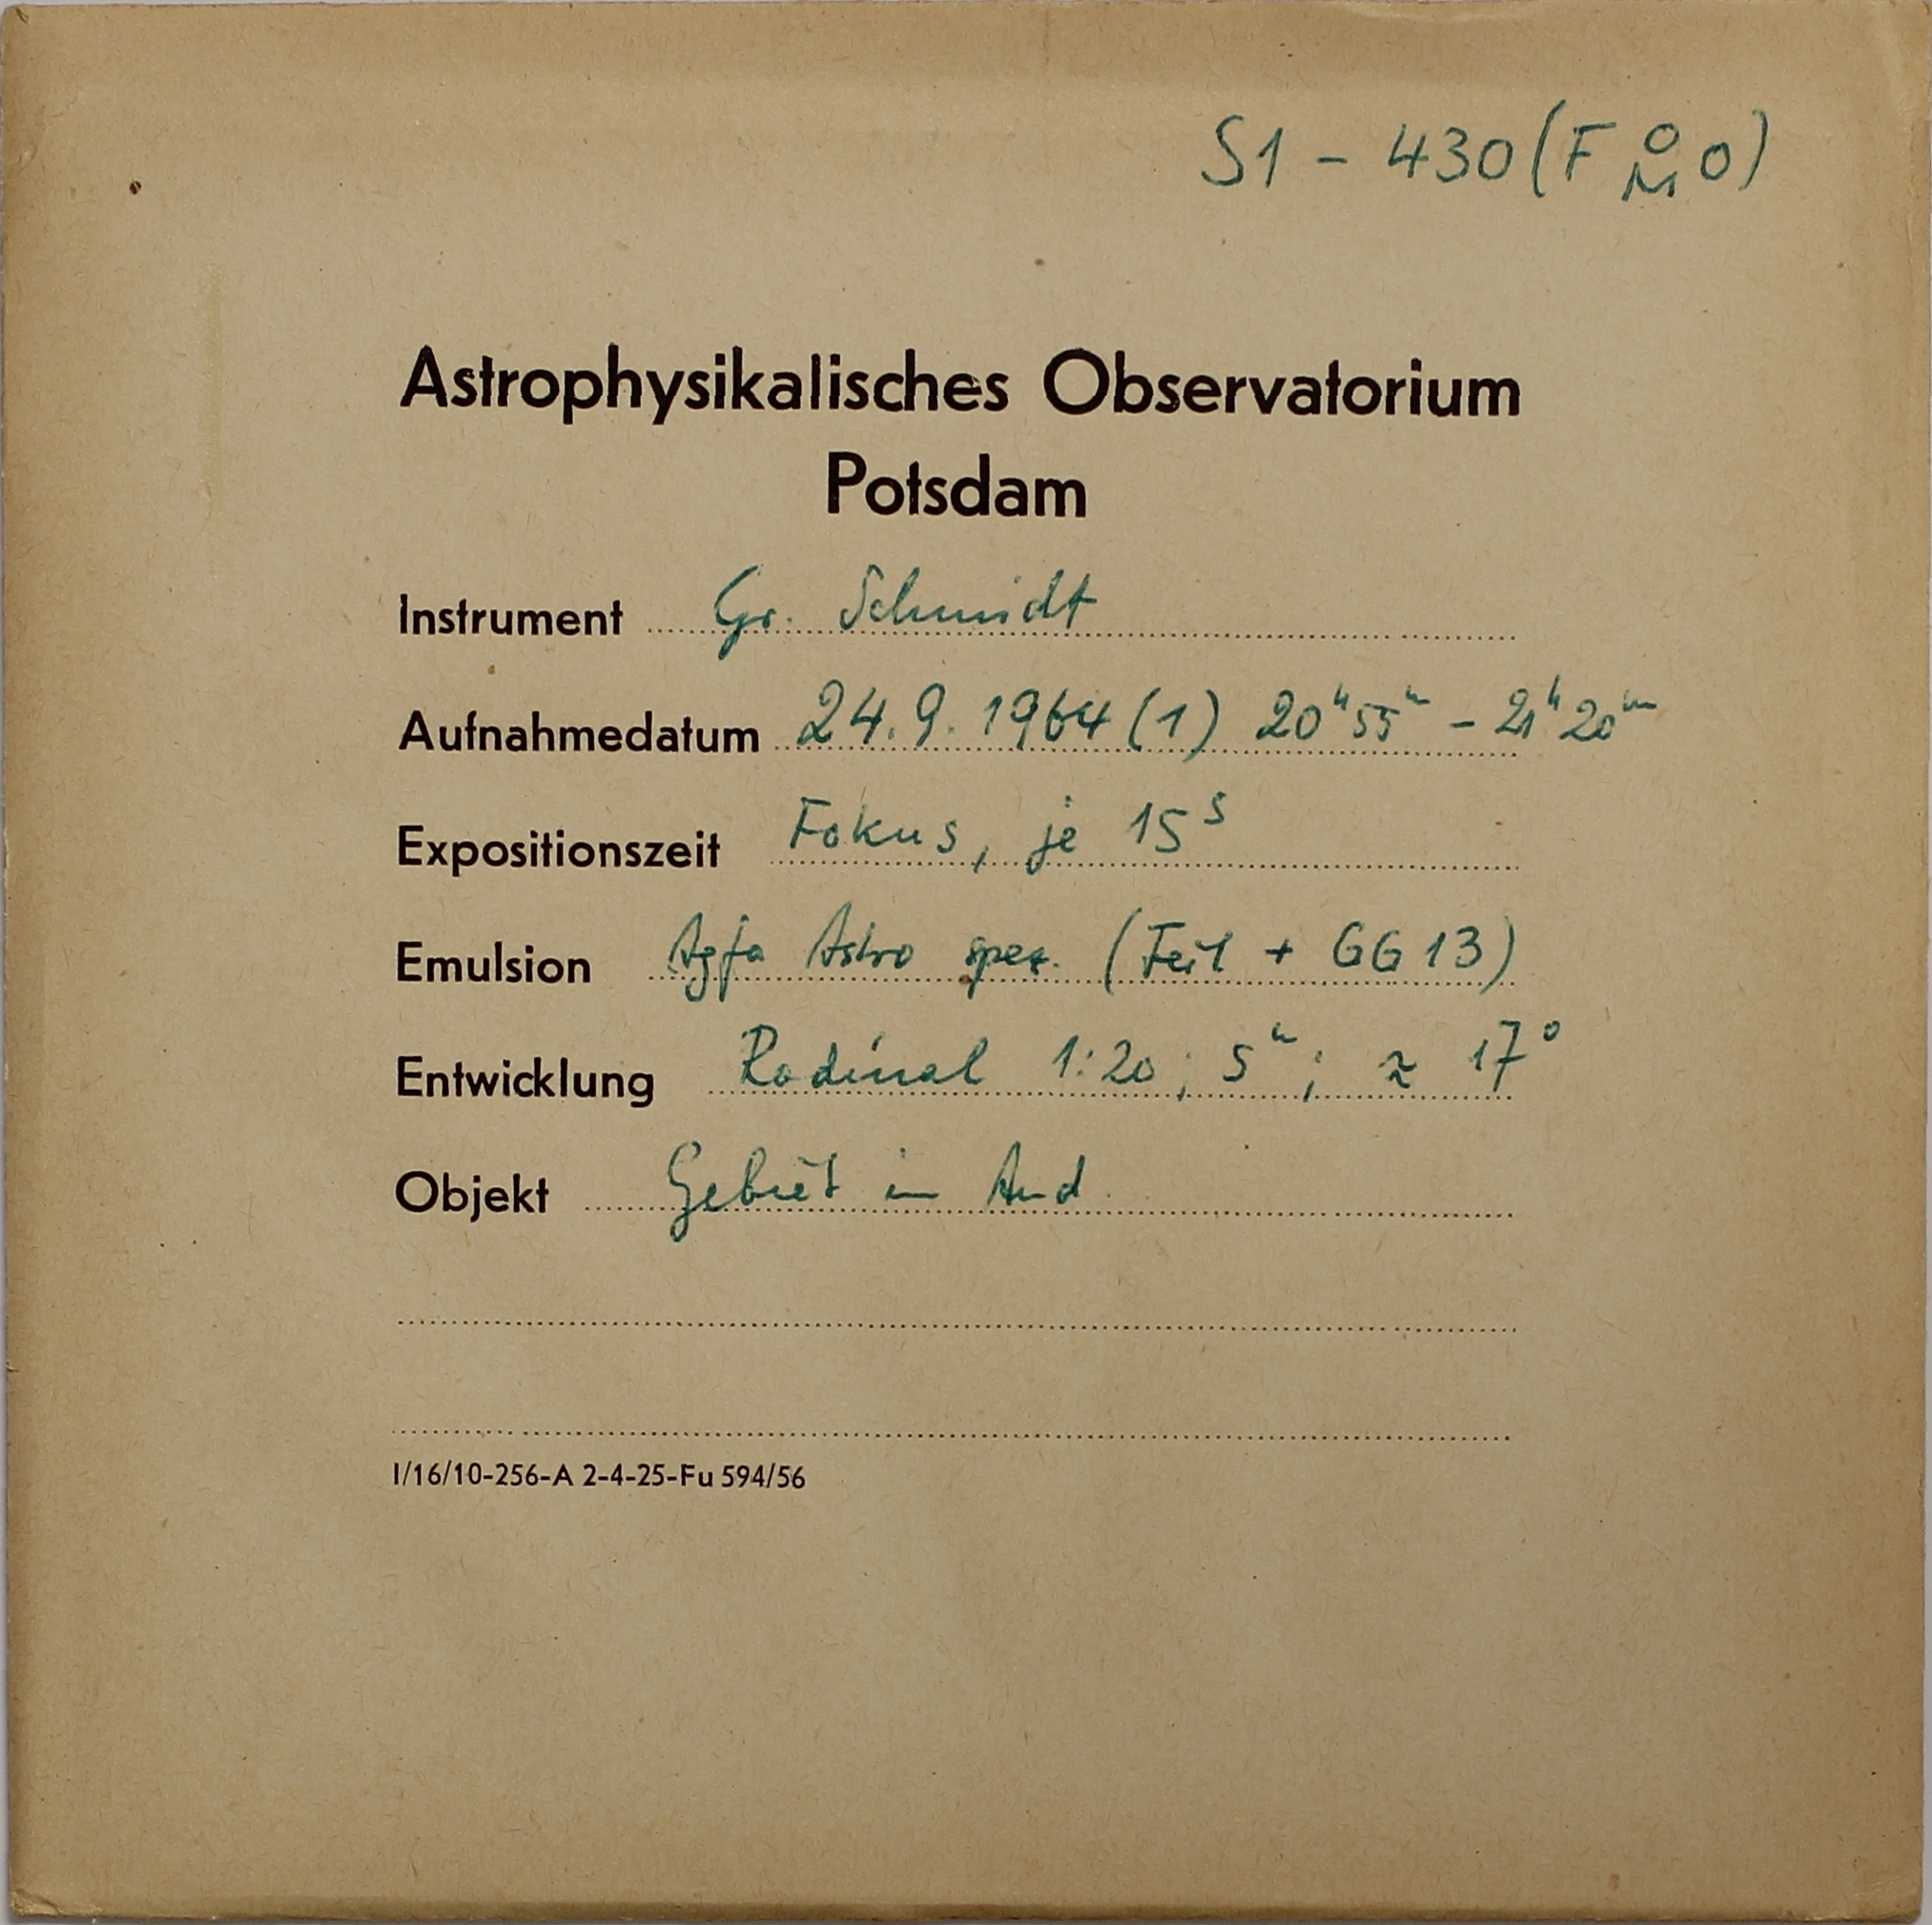 S1 - 430 (F O M O)
Astrophysikalisches Observatorium
Potsdam
Instrument Gr. Schmidt
Aufnahmedatum 24.9.1964 (1) 20h55m - 21h20m
Expositionszeit Fokus, je 15s
Emulsion Agfa Astro spez. (Teil + GG 13)
Entwicklung Rodinal 1:20; 5m; ≈ 17°
Objekt Gebiet in And.
I/16/10-256-A 2-4-25-Fu 594/56